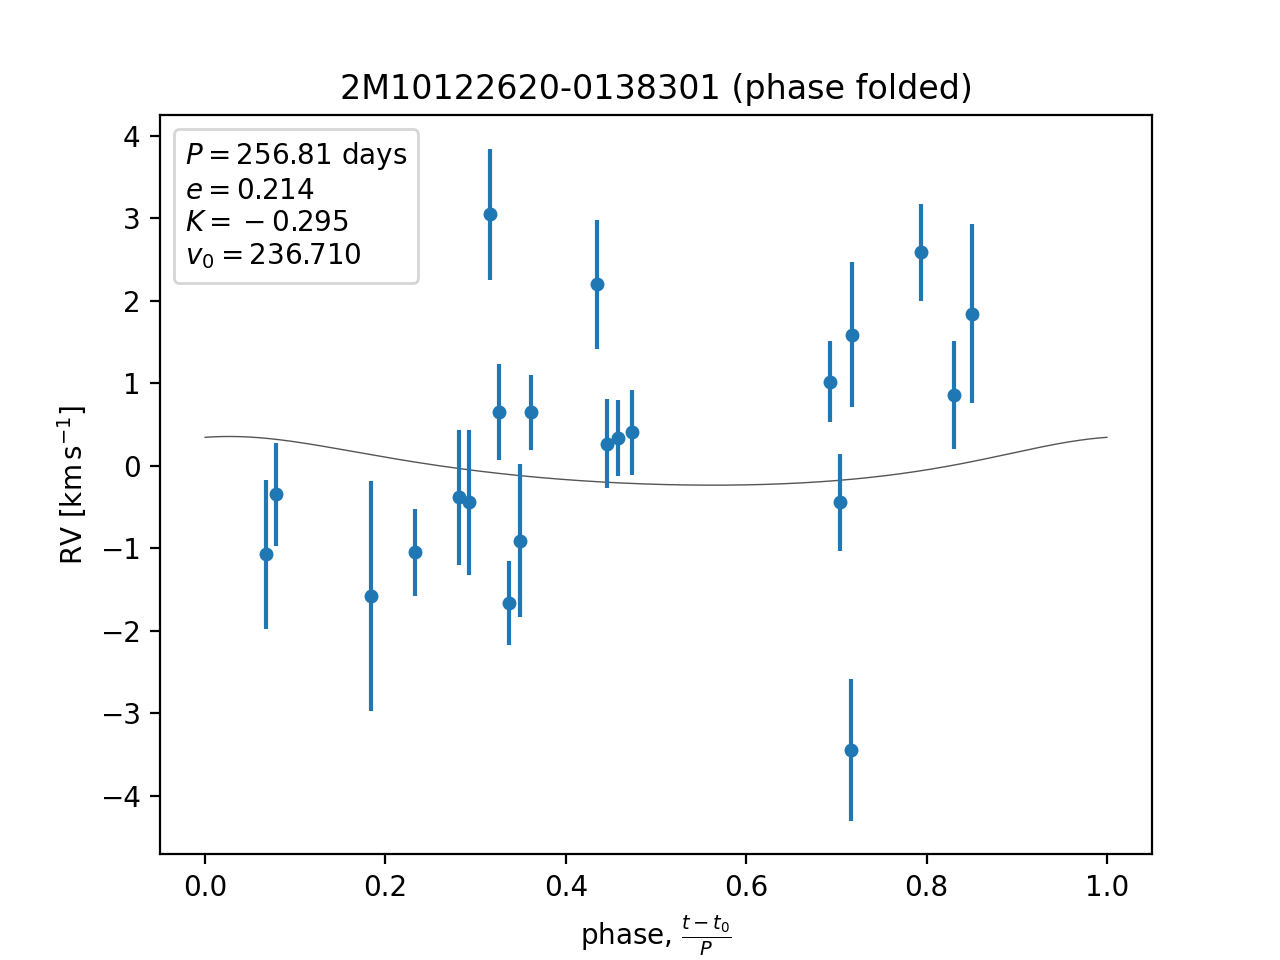 2M10122620-0138301 (phase folded)
P = 256.81 days
e = 0.214
K = −0.295
v₀ = 236.710
4
3
2
1
0
−1
−2
−3
−4
RV [km s⁻¹]
0.0 0.2 0.4 0.6 0.8 1.0
phase, (t − t₀)/P